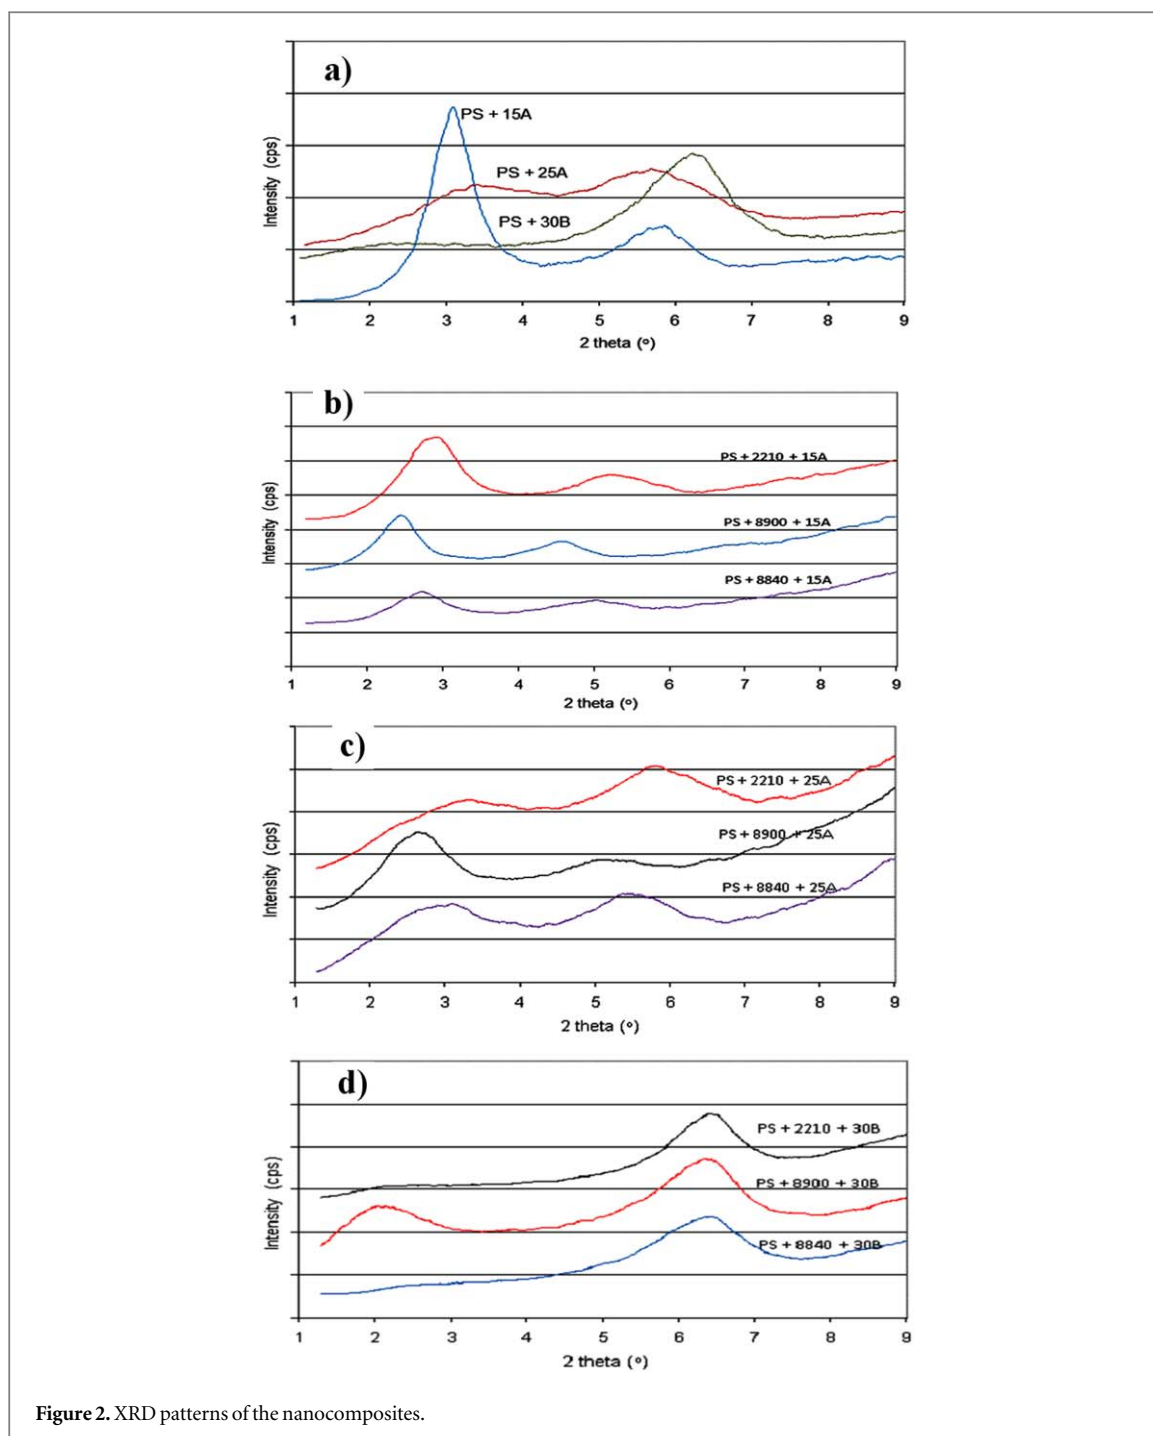 a)
PS + 15A
PS + 25A
PS + 30B
Intensity (cps)
1 2 3 4 5 6 7 8 9
2 theta (º)
b)
PS + 2210 + 15A
PS + 8900 + 15A
PS + 8840 + 15A
Intensity (cps)
1 2 3 4 5 6 7 8 9
2 theta (º)
c)
PS + 2210 + 25A
PS + 8900 + 25A
PS + 8840 + 25A
Intensity (cps)
1 2 3 4 5 6 7 8 9
2 theta (º)
d)
PS + 2210 + 30B
PS + 8900 + 30B
PS + 8840 + 30B
Intensity (cps)
1 2 3 4 5 6 7 8 9
2 theta (º)
Figure 2. XRD patterns of the nanocomposites.